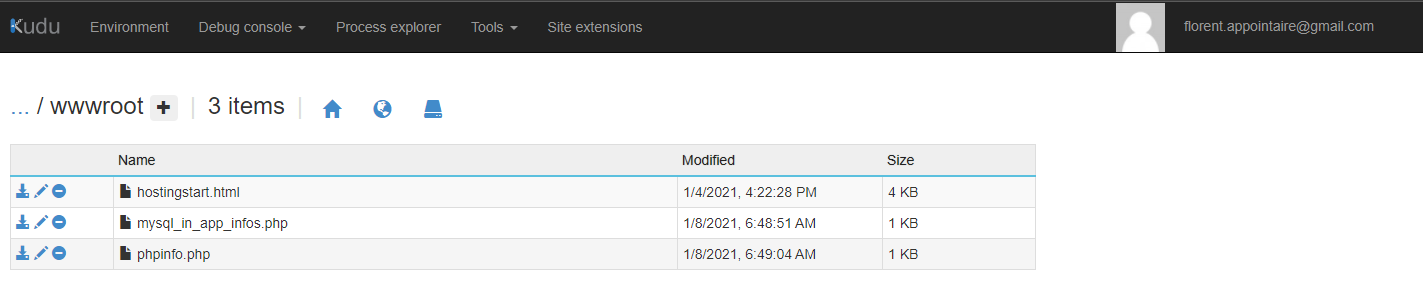 Kudu Environment Debug console Process explorer Tools Site extensions florent.appointaire@gmail.com
... / wwwroot | 3 items |
Name Modified Size
hostingstart.html 1/4/2021, 4:22:28 PM 4 KB
mysql_in_app_infos.php 1/8/2021, 6:48:51 AM 1 KB
phpinfo.php 1/8/2021, 6:49:04 AM 1 KB